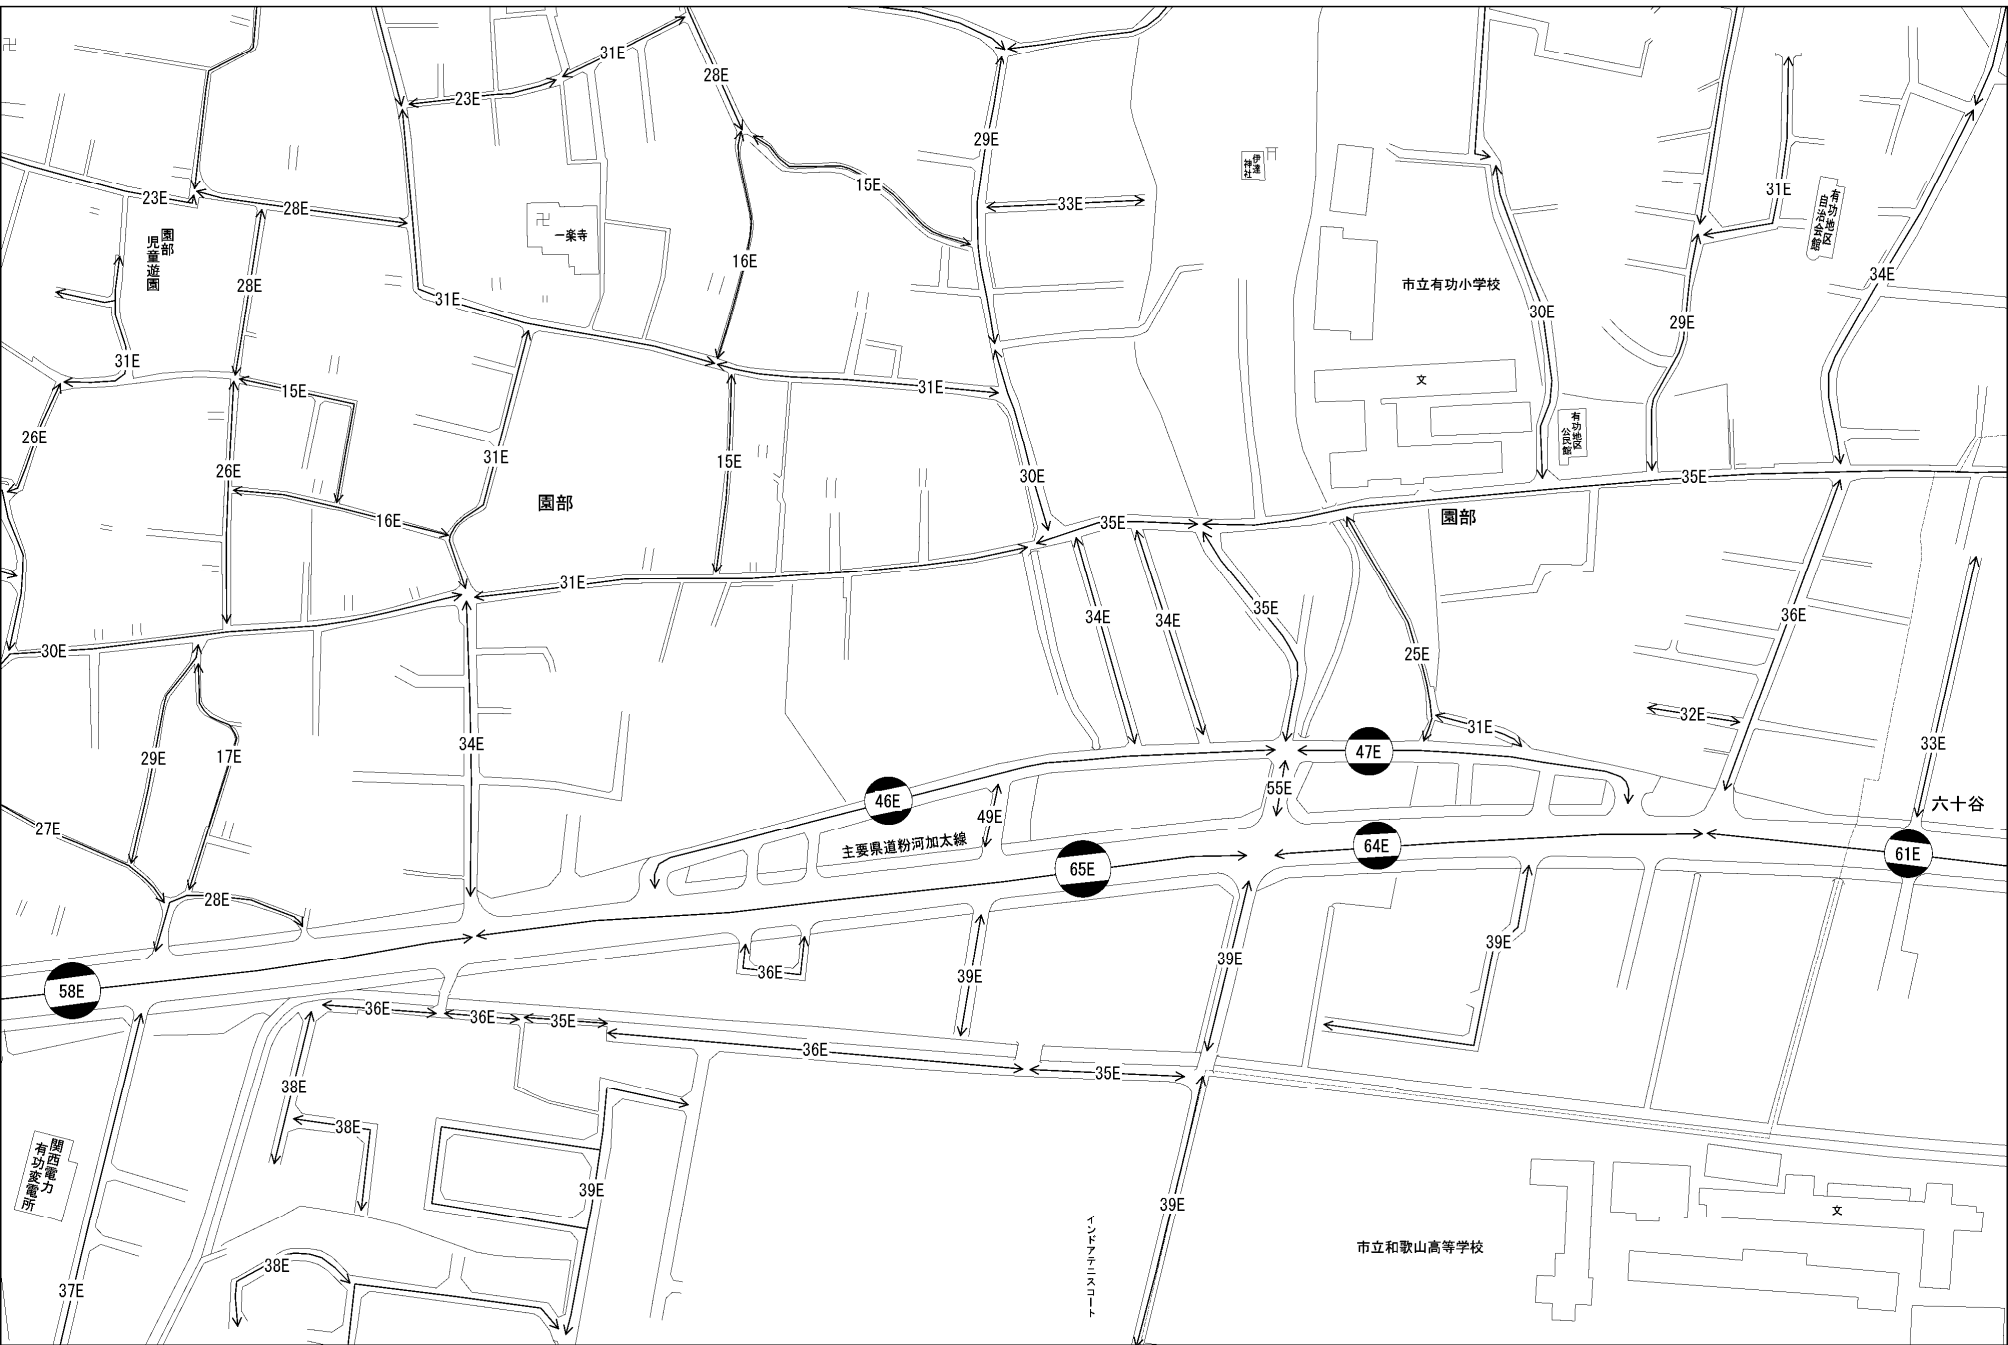 卍
31E
28E
23E
29E
伊達
神社
15E
31E
有功地区
自治会館
23E
28E
33E
園部
児童遊園
卍
一楽寺
16E
34E
28E
31E
市立有功小学校
30E
29E
31E
15E
31E
文
有功地区
公民館
26E
26E
31E
15E
30E
35E
16E
園部
35E
園部
31E
35E
34E
34E
36E
30E
25E
32E
31E
29E
17E
34E
47E
33E
55E
46E
49E
六十谷
27E
主要県道粉河加太線
64E
61E
65E
28E
39E
39E
39E
36E
58E
36E
36E
35E
36E
35E
38E
38E
関西電力
有功変電所
39E
39E
文
インドアテニスコート
市立和歌山高等学校
38E
37E